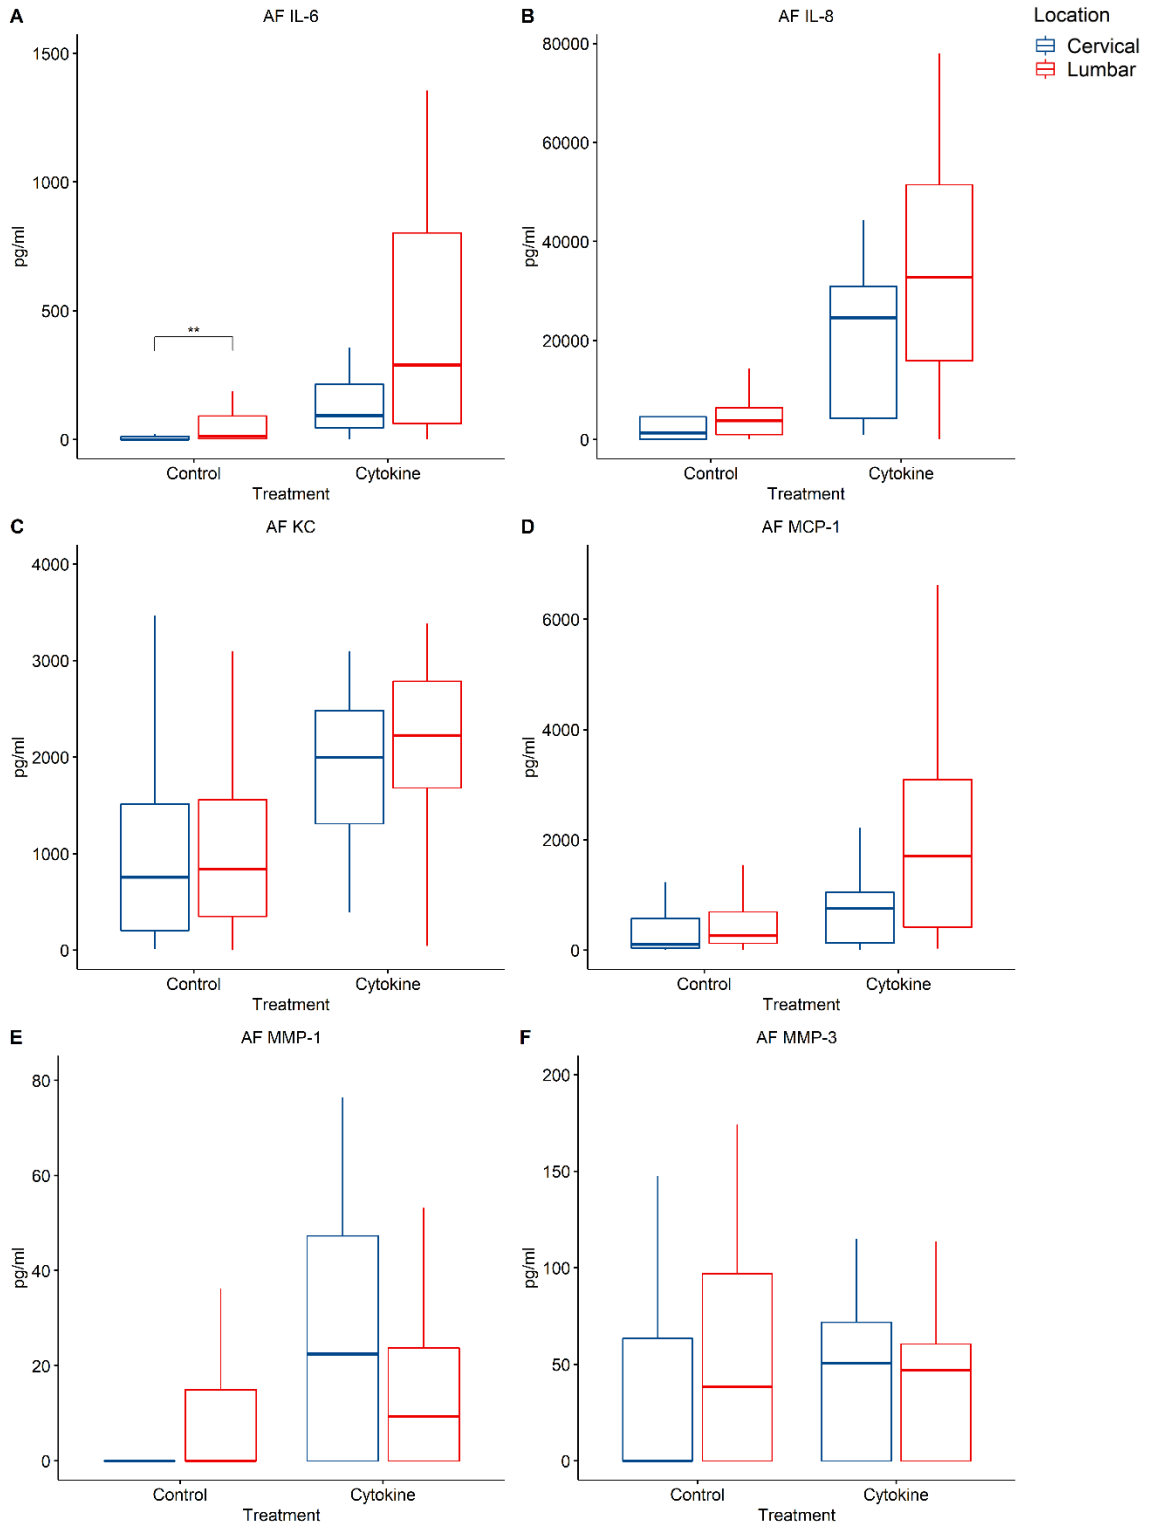 A
AF IL-6
1500
1000
500
0
pg/ml
**
Control
Cytokine
Treatment
B
AF IL-8
80000
60000
40000
20000
0
pg/ml
Control
Cytokine
Treatment
Location
Cervical
Lumbar
C
AF KC
4000
3000
2000
1000
0
pg/ml
Control
Cytokine
Treatment
D
AF MCP-1
6000
4000
2000
0
pg/ml
Control
Cytokine
Treatment
E
AF MMP-1
80
60
40
20
0
pg/ml
Control
Cytokine
Treatment
F
AF MMP-3
200
150
100
50
0
pg/ml
Control
Cytokine
Treatment